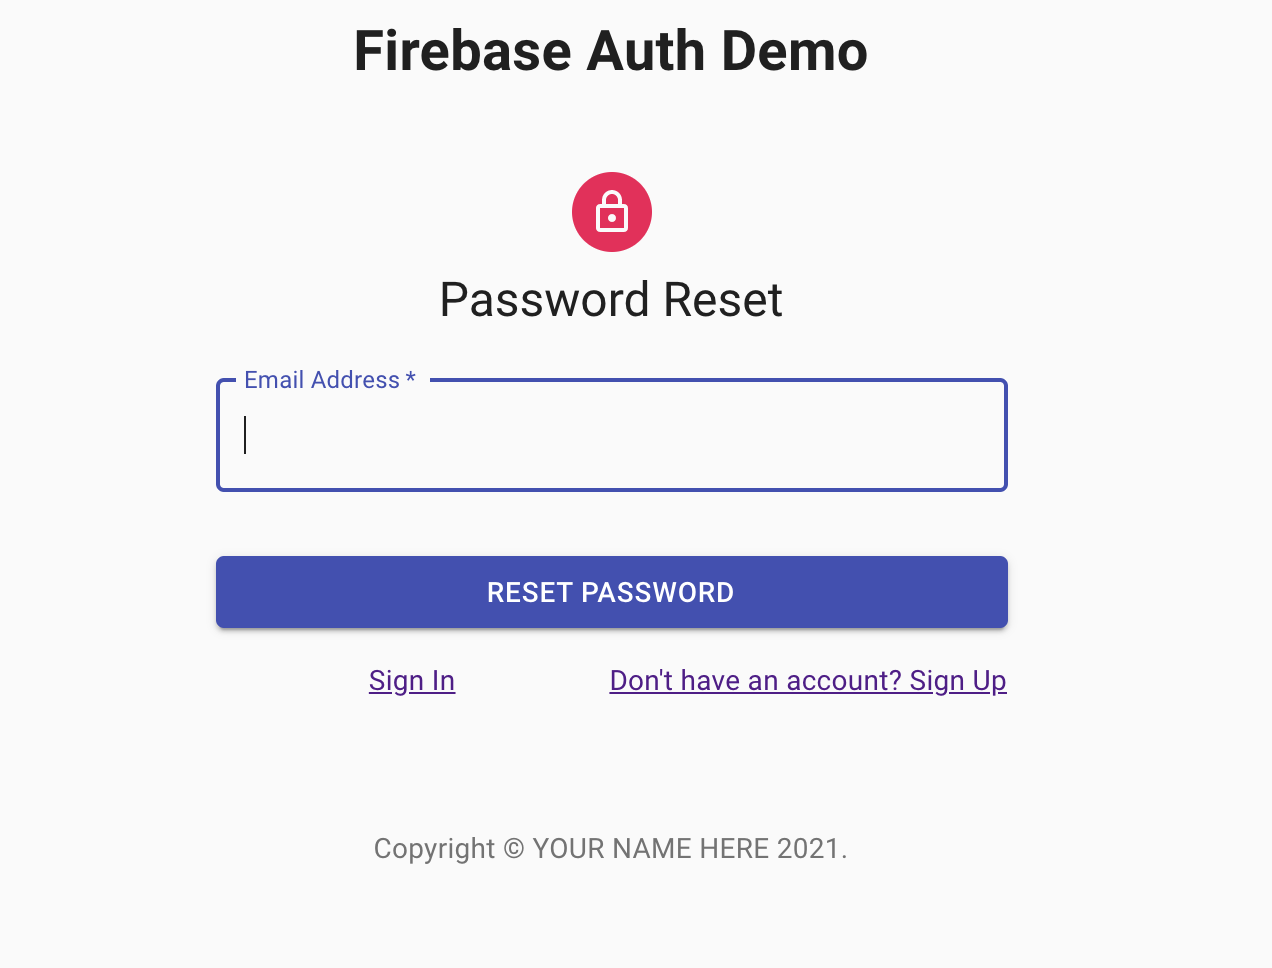 Firebase Auth Demo
Password Reset
Email Address *
RESET PASSWORD
Sign In
Don't have an account? Sign Up
Copyright © YOUR NAME HERE 2021.